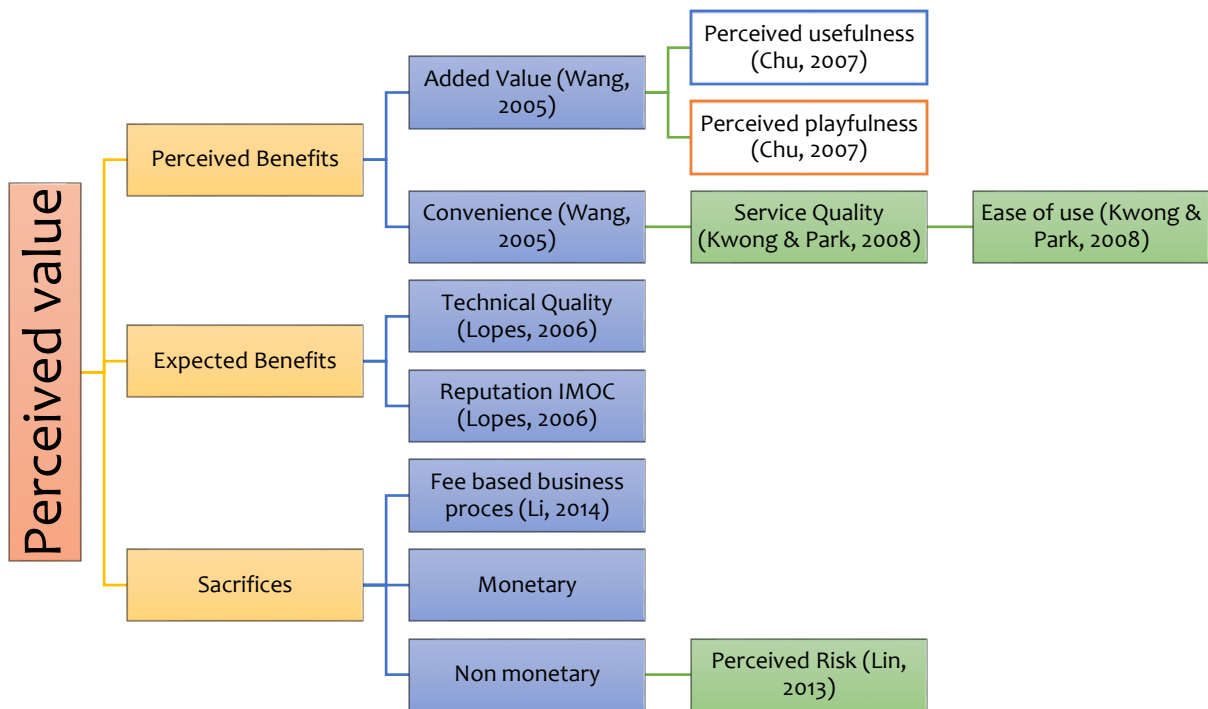 Perceived value
Perceived Benefits
Added Value (Wang,
2005)
Perceived usefulness
(Chu, 2007)
Perceived playfulness
(Chu, 2007)
Convenience (Wang,
2005)
Service Quality
(Kwong & Park, 2008)
Ease of use (Kwong &
Park, 2008)
Expected Benefits
Technical Quality
(Lopes, 2006)
Reputation IMOC
(Lopes, 2006)
Sacrifices
Fee based business
proces (Li, 2014)
Monetary
Non monetary
Perceived Risk (Lin,
2013)